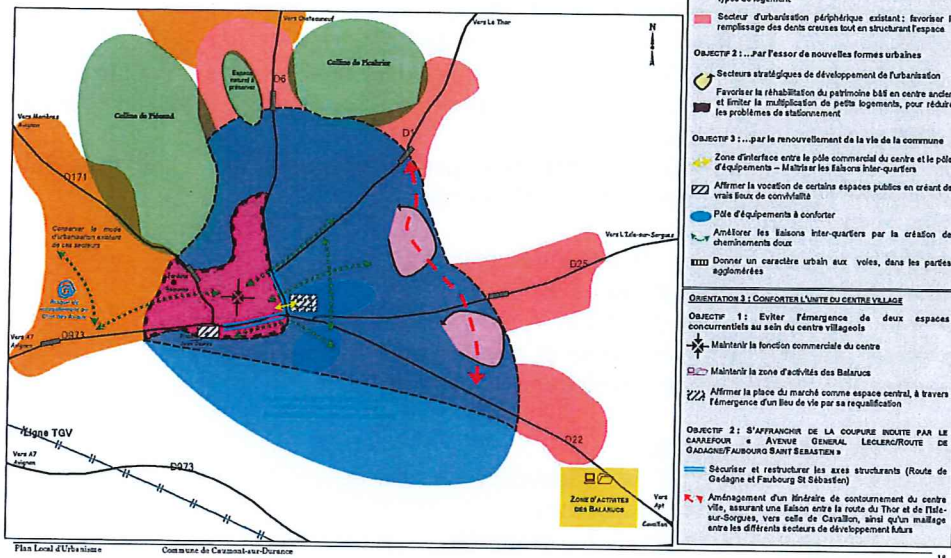 Vers Chateauneuf
Vers Le Thor
N
Colline de Piécaud
Espace
naturel à
préserver
D6
Colline de Picabrier
Vers Morières
Avignon
D1
D171
Conserver le mode
d'urbanisation existant
de ces secteurs
Vers L'Isle-sur-Sorgues
D25
Vers A7
Avignon
D973
D22
Ligne TGV
Vers A7
Avignon
D973
ZONE D'ACTIVITÉS
DES BALARUCS
Vers
Apt
Cavaillon
Plan Local d'Urbanisme
Commune de Caumont-sur-Durance
Types de logement
Secteur d'urbanisation périphérique existant : favoriser l
remplissage des dents creuses tout en structurant l'espace
OBJECTIF 2 :...par l'essor de nouvelles formes urbaines
Secteurs stratégiques de développement de l'urbanisation
Favoriser la réhabilitation du patrimoine bâti en centre ancien
et limiter la multiplication de petits logements, pour réduire
les problèmes de stationnement
OBJECTIF 3 :...par le renouvellement de la vie de la commune
Zone d'interface entre le pôle commercial du centre et le pôle
d'équipements – Maîtriser les liaisons inter-quartiers
Affirmer la vocation de certains espaces publics en créant de
vrais lieux de convivialité
Pôle d'équipements à conforter
Améliorer les liaisons inter-quartiers par la création de
cheminements doux
Donner un caractère urbain aux voies, dans les parties
agglomérées
ORIENTATION 3 : CONFORTER L'UNITE DU CENTRE VILLAGE
OBJECTIF 1: Eviter l'émergence de deux espaces
concurrentiels au sein du centre villageois
Maintenir la fonction commerciale du centre
Maintenir la zone d'activités des Balarucs
Affirmer la place du marché comme espace central, à travers
l'émergence d'un lieu de vie par sa requalification
OBJECTIF 2: S'AFFRANCHIR DE LA COUPURE INDUITE PAR LE
CARREFOUR « AVENUE GENERAL LECLERC/ROUTE DE
GADAGNE/FAUBOURG SAINT SEBASTIEN »
Sécuriser et restructurer les axes structurants (Route de
Gadagne et Faubourg St Sébastien)
Aménagement d'un itinéraire de contournement du centre
ville, assurant une liaison entre la route du Thor et de l'Isle-
sur-Sorgues, vers celle de Cavaillon, ainsi qu'un maillage
entre les différents secteurs de développement futurs